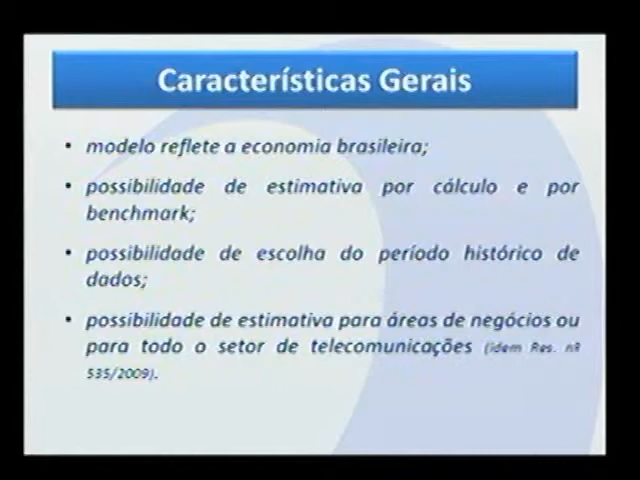 Características Gerais
• modelo reflete a economia brasileira;
• possibilidade de estimativa por cálculo e por
benchmark;
• possibilidade de escolha do período histórico de
dados;
• possibilidade de estimativa para áreas de negócios ou
para todo o setor de telecomunicações (idem Res. nº
535/2009).